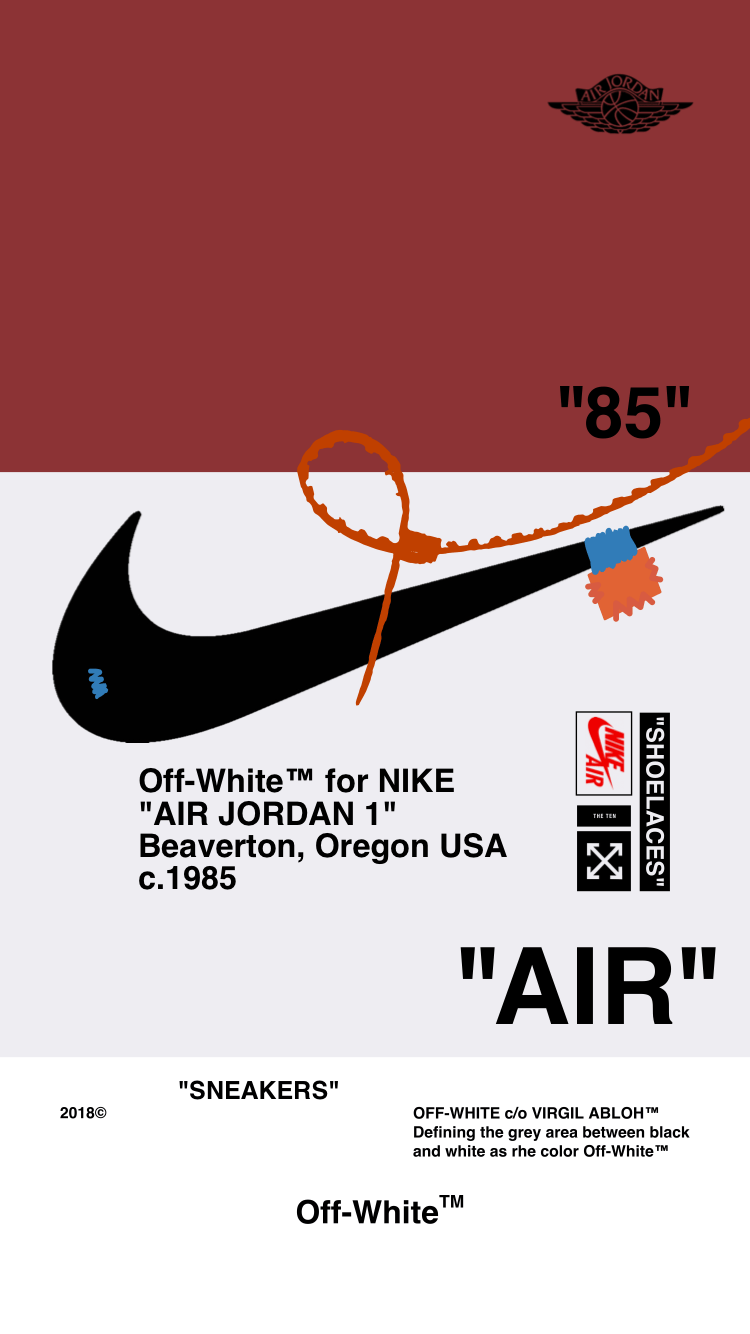 AIR JORDAN
"85"
Off-White™ for NIKE
"AIR JORDAN 1"
Beaverton, Oregon USA
c.1985
NIKE
AIR
THE TEN
"SHOELACES"
"AIR"
"SNEAKERS"
2018©
OFF-WHITE c/o VIRGIL ABLOH™
Defining the grey area between black
and white as rhe color Off-White™
Off-White™